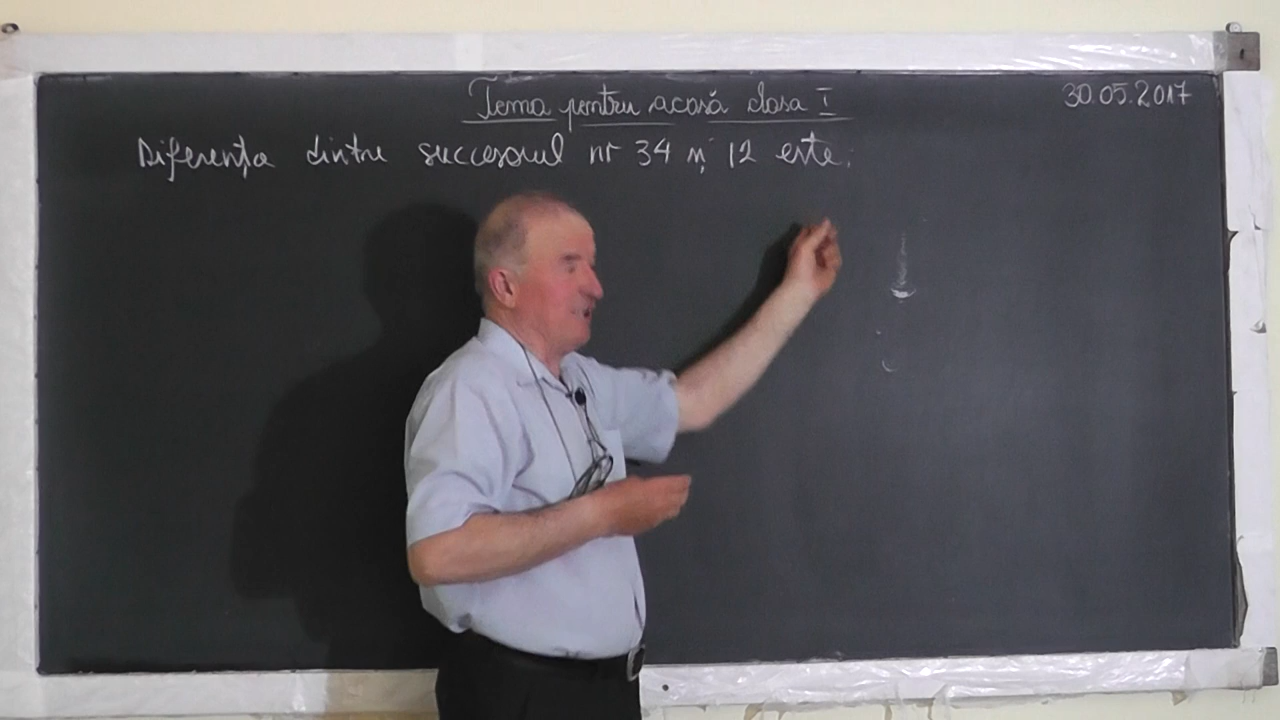 Tema pentru acasă clasa I
30.05.2017
Diferența dintre succesorul nr 34 și 12 este: